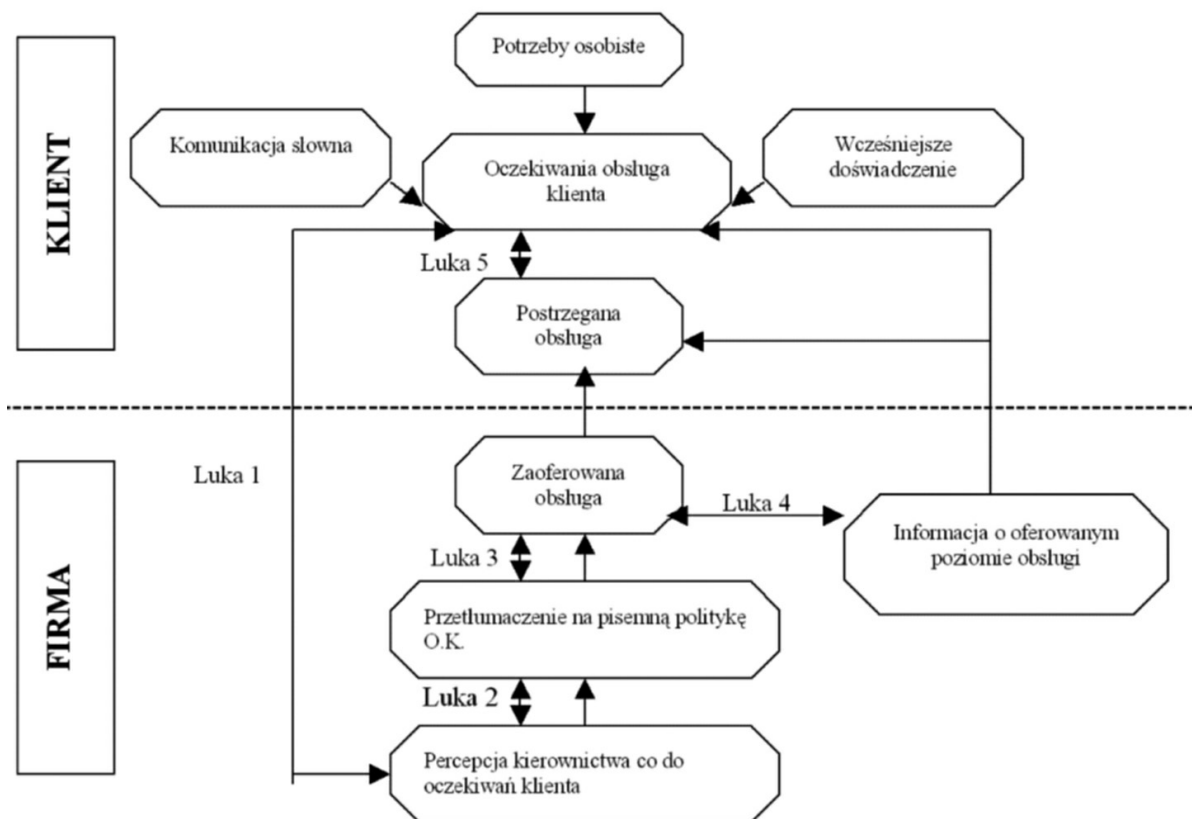 Potrzeby osobiste
KLIENT
Komunikacja slowna
Oczekiwania obsługa
klienta
Wcześniejsze
doświadczenie
Luka 5
Postrzegana
obsługa
Luka 1
Zaoferowana
obsługa
Luka 4
Informacja o oferowanym
poziomie obsługi
Luka 3
FIRMA
Przetłumaczenie na pisemną politykę
O.K.
Luka 2
Percepcja kierownictwa co do
oczekiwań klienta